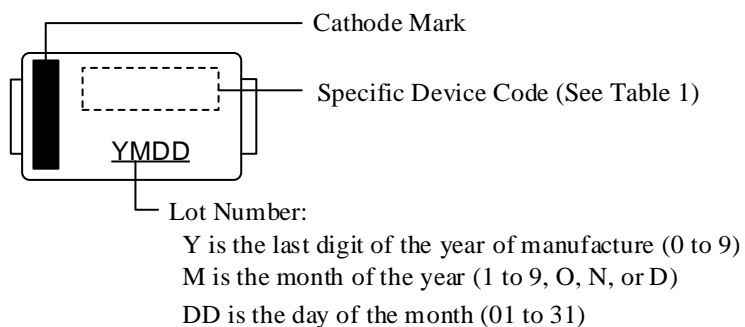 Cathode Mark
Specific Device Code (See Table 1)
YMDD
Lot Number:
Y is the last digit of the year of manufacture (0 to 9)
M is the month of the year (1 to 9, O, N, or D)
DD is the day of the month (01 to 31)